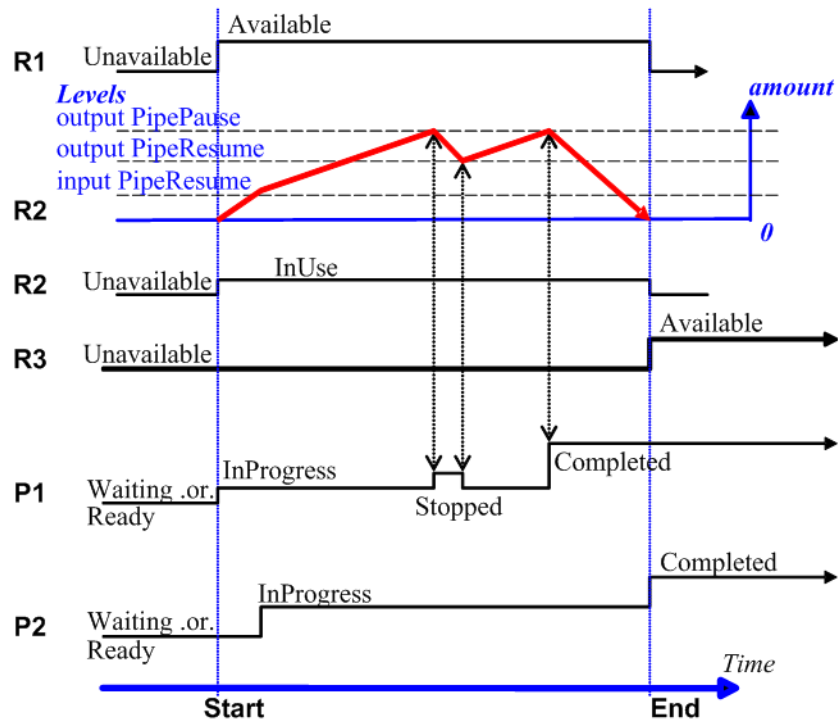 Available
R1 Unavailable
Levels amount
output PipePause
output PipeResume
input PipeResume
R2
0
R2 Unavailable InUse
R3 Unavailable Available
P1 Waiting .or. InProgress Completed
Ready Stopped
Completed
P2 Waiting .or. InProgress
Ready
Time
Start End